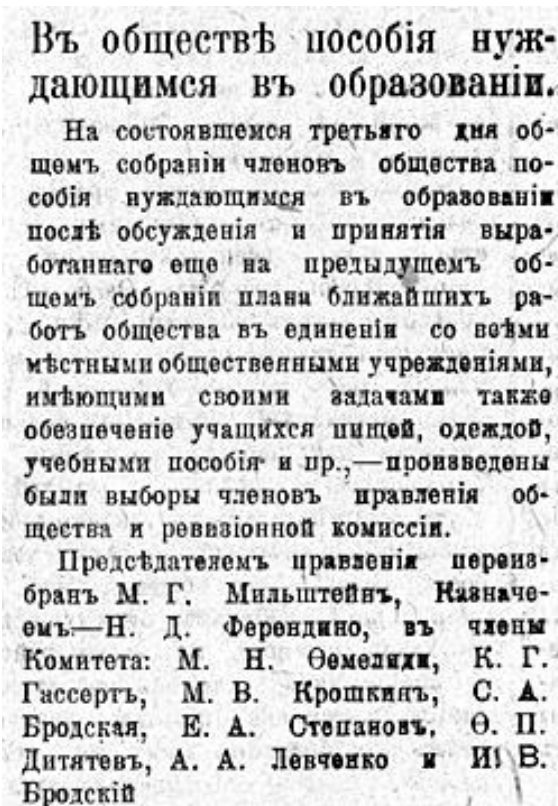 Въ обществѣ пособія нуж-
дающимся въ образованіи.
На состоявшемся третьяго дня об-
щемъ собраніи членовъ общества по-
собія нуждающимся въ образованіи
послѣ обсужденія и принятія выра-
ботаннаго еще на предыдущемъ об-
щемъ собраніи плана ближайшихъ ра-
ботъ общества въ единеніи со всѣми
мѣстными общественными учрежденіями,
имѣющими своими задачами также
обезпеченіе учащихся пищей, одеждой,
учебными пособія и пр.,—произведены
были выборы членовъ правленія об-
щества и ревизіонной комиссіи.
Предсѣдателемъ правленія переиз-
бранъ М. Г. Мильштейнъ, Казначе-
емъ:—Н. Д. Ферендино, въ члены
Комитета: М. Н. Ѳемелиди, К. Г.
Гассертъ, М. В. Крошкинъ, С. А.
Бродская, Е. А. Степановъ, Ѳ. П.
Дитятевъ, А. А. Левченко и И. В.
Бродскій